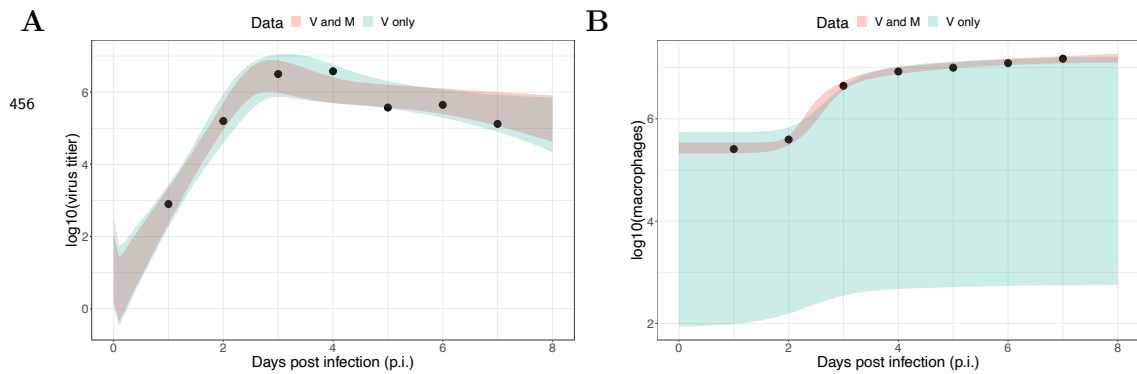 A
Data V and M V only
456
log10(virus titier)
6
4
2
0
0 2 4 6 8
Days post infection (p.i.)
B
Data V and M V only
log10(macrophages)
6
4
2
0 2 4 6 8
Days post infection (p.i.)